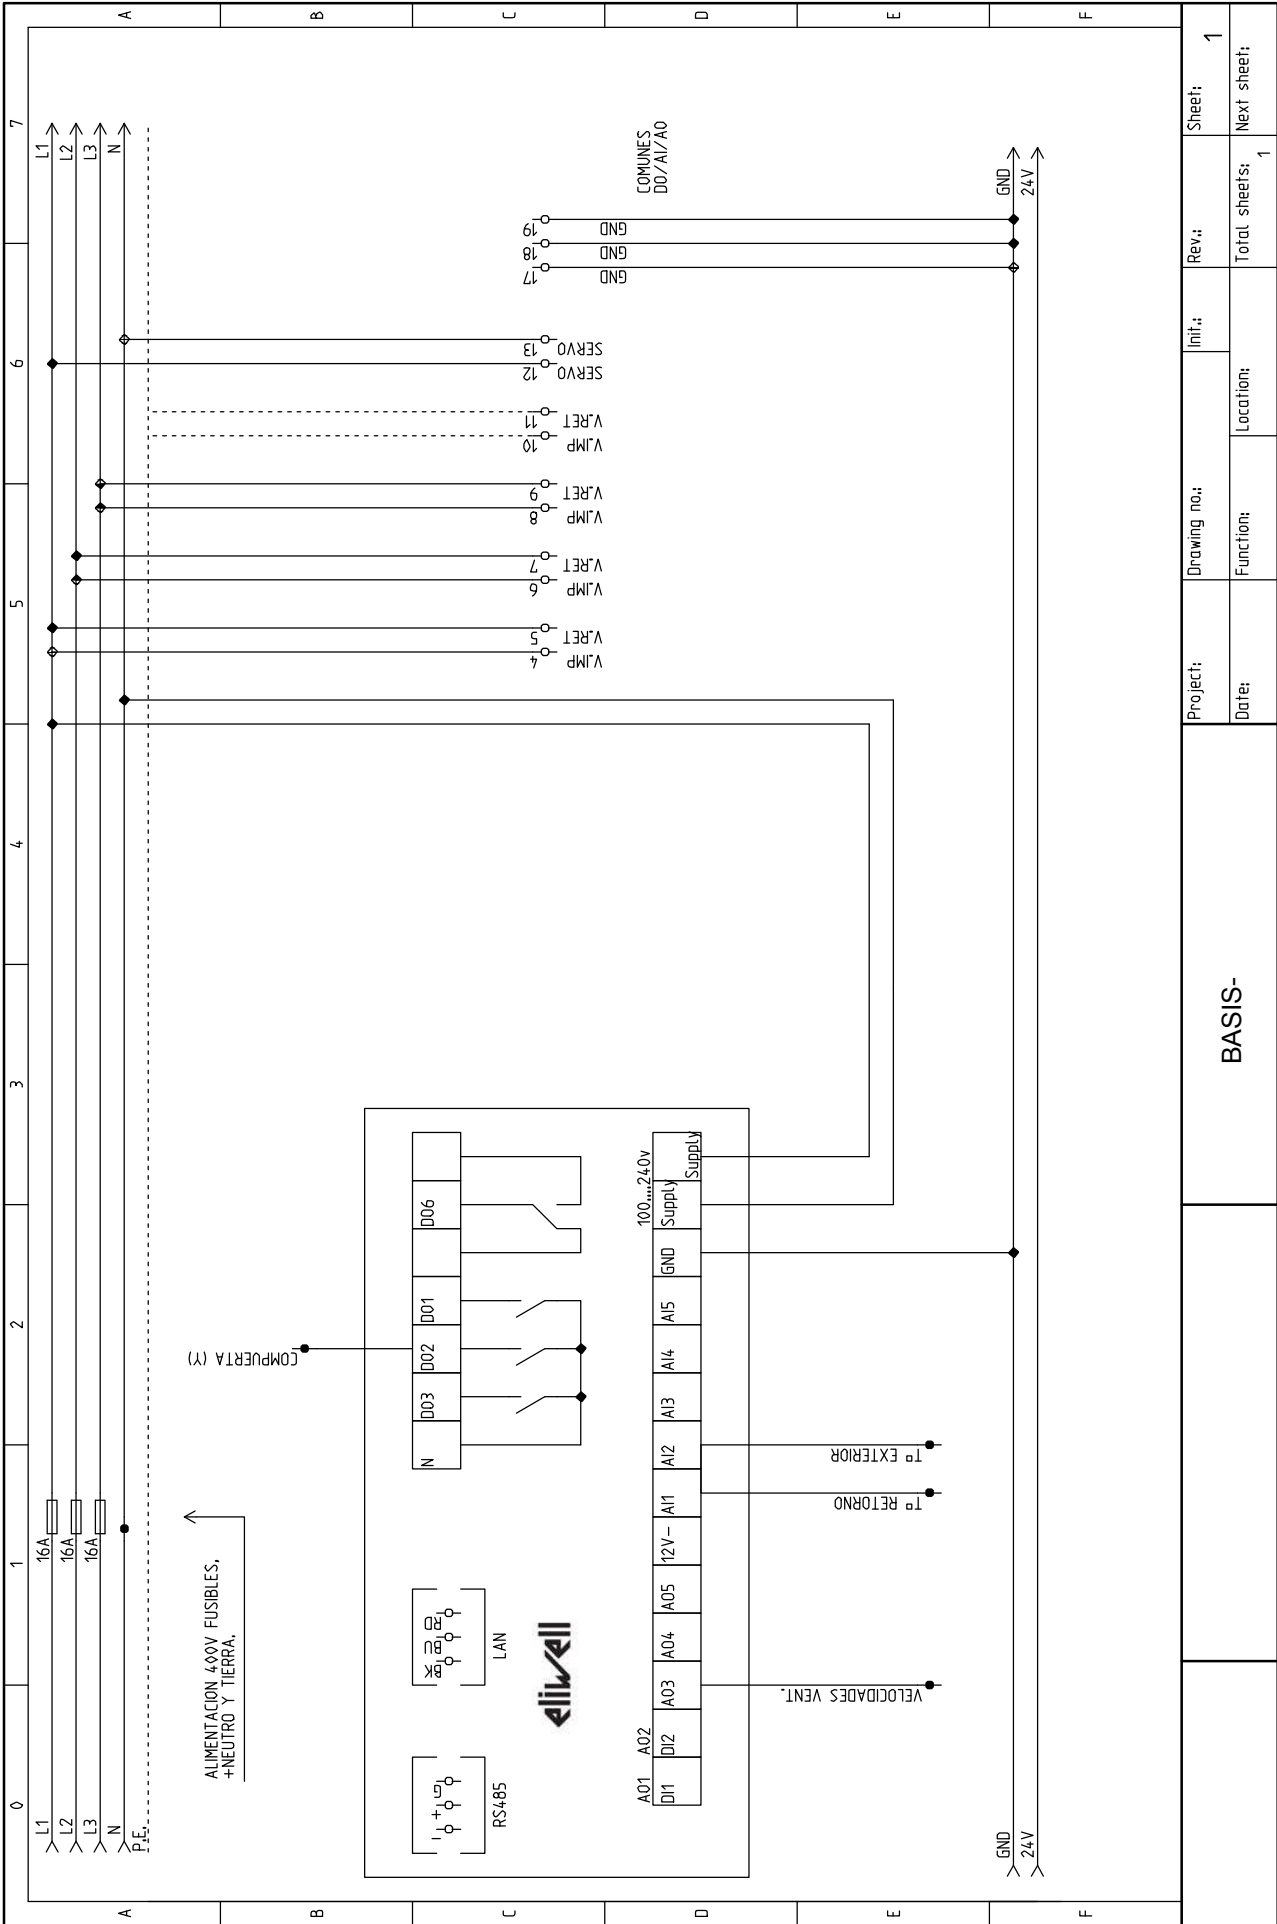 0 1 2 3 4 5 6 7
A
A
B
B
C
C
D
D
E
E
F
F
L1
L2
L3
N
P.E.
16A
16A
16A
L1
L2
L3
N
ALIMENTACION 400V FUSIBLES,
+NEUTRO Y TIERRA.
COMPUERTA (Y)
- + G
RS485
BK BU RD
LAN
eliwell
N DO3 DO2 DO1 DO6
AO1 AO2
100....240v
DI1 DI2 AO3 AO4 AO5 12V- AI1 AI2 AI3 AI4 AI5 GND Supply Supply
VELOCIDADES VENT.
Tª RETORNO
Tª EXTERIOR
4 5 6 7 8 9 10 11 12 13 17 18 19
V.IMP V.RET V.IMP V.RET V.IMP V.RET V.IMP V.RET SERVO SERVO
GND GND GND
COMUNES
DO/AI/AO
GND
24V
GND
24V
BASIS-
Project:
Drawing no.:
Init.:
Rev.:
Sheet: 1
Date:
Function:
Location:
Total sheets: 1
Next sheet: